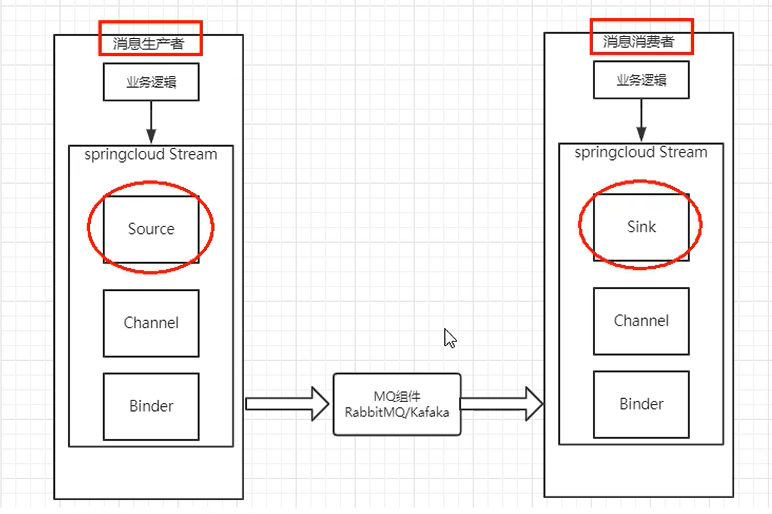 消息生产者
业务逻辑
springcloud Stream
Source
Channel
Binder
MQ组件
RabbitMQ/Kafaka
消息消费者
业务逻辑
springcloud Stream
Sink
Channel
Binder